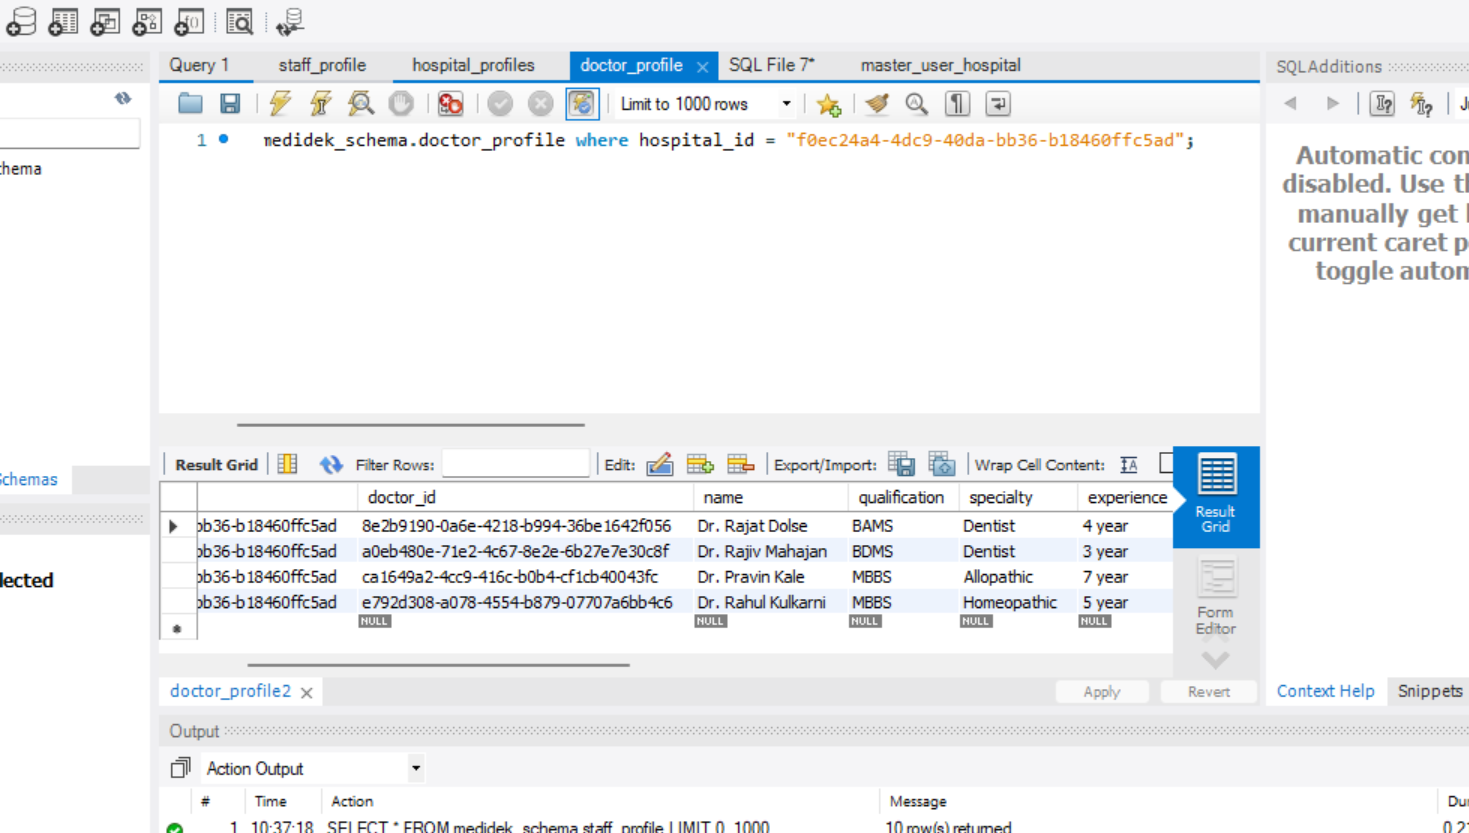 Query 1 staff_profile hospital_profiles doctor_profile SQL File 7* master_user_hospital SQLAdditions
Limit to 1000 rows
1 medidek_schema.doctor_profile where hospital_id = "f0ec24a4-4dc9-40da-bb36-b18460ffc5ad";
Automatic con
disabled. Use th
manually get
current caret p
toggle autom
chema
Schemas
lected
Result Grid Filter Rows: Edit: Export/Import: Wrap Cell Content:
doctor_id name qualification specialty experience
bb36-b18460ffc5ad 8e2b9190-0a6e-4218-b994-36be1642f056 Dr. Rajat Dolse BAMS Dentist 4 year
bb36-b18460ffc5ad a0eb480e-71e2-4c67-8e2e-6b27e7e30c8f Dr. Rajiv Mahajan BDMS Dentist 3 year
bb36-b18460ffc5ad ca1649a2-4cc9-416c-b0b4-cf1cb40043fc Dr. Pravin Kale MBBS Allopathic 7 year
bb36-b18460ffc5ad e792d308-a078-4554-b879-07707a6bb4c6 Dr. Rahul Kulkarni MBBS Homeopathic 5 year
NULL NULL NULL NULL NULL
Result
Grid
Form
Editor
doctor_profile2 Apply Revert Context Help Snippets
Output
Action Output
# Time Action Message Du
1 10:37:18 SELECT * FROM medidek_schema.staff_profile LIMIT 0, 1000 10 row(s) returned 0.2